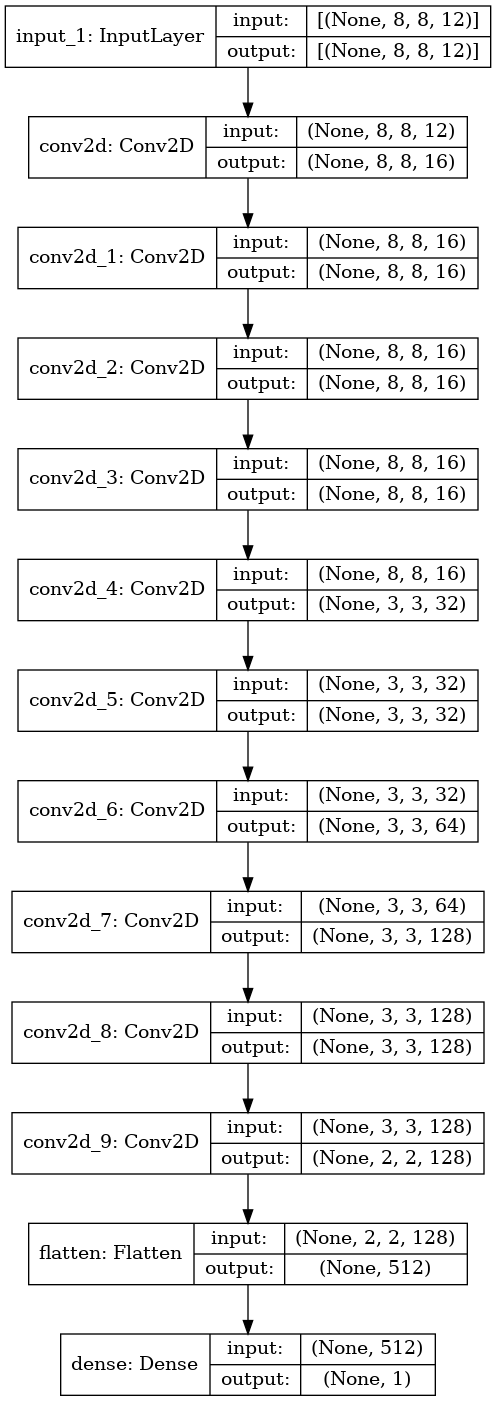 input_1: InputLayer input: [(None, 8, 8, 12)]
output: [(None, 8, 8, 12)]
conv2d: Conv2D input: (None, 8, 8, 12)
output: (None, 8, 8, 16)
conv2d_1: Conv2D input: (None, 8, 8, 16)
output: (None, 8, 8, 16)
conv2d_2: Conv2D input: (None, 8, 8, 16)
output: (None, 8, 8, 16)
conv2d_3: Conv2D input: (None, 8, 8, 16)
output: (None, 8, 8, 16)
conv2d_4: Conv2D input: (None, 8, 8, 16)
output: (None, 3, 3, 32)
conv2d_5: Conv2D input: (None, 3, 3, 32)
output: (None, 3, 3, 32)
conv2d_6: Conv2D input: (None, 3, 3, 32)
output: (None, 3, 3, 64)
conv2d_7: Conv2D input: (None, 3, 3, 64)
output: (None, 3, 3, 128)
conv2d_8: Conv2D input: (None, 3, 3, 128)
output: (None, 3, 3, 128)
conv2d_9: Conv2D input: (None, 3, 3, 128)
output: (None, 2, 2, 128)
flatten: Flatten input: (None, 2, 2, 128)
output: (None, 512)
dense: Dense input: (None, 512)
output: (None, 1)